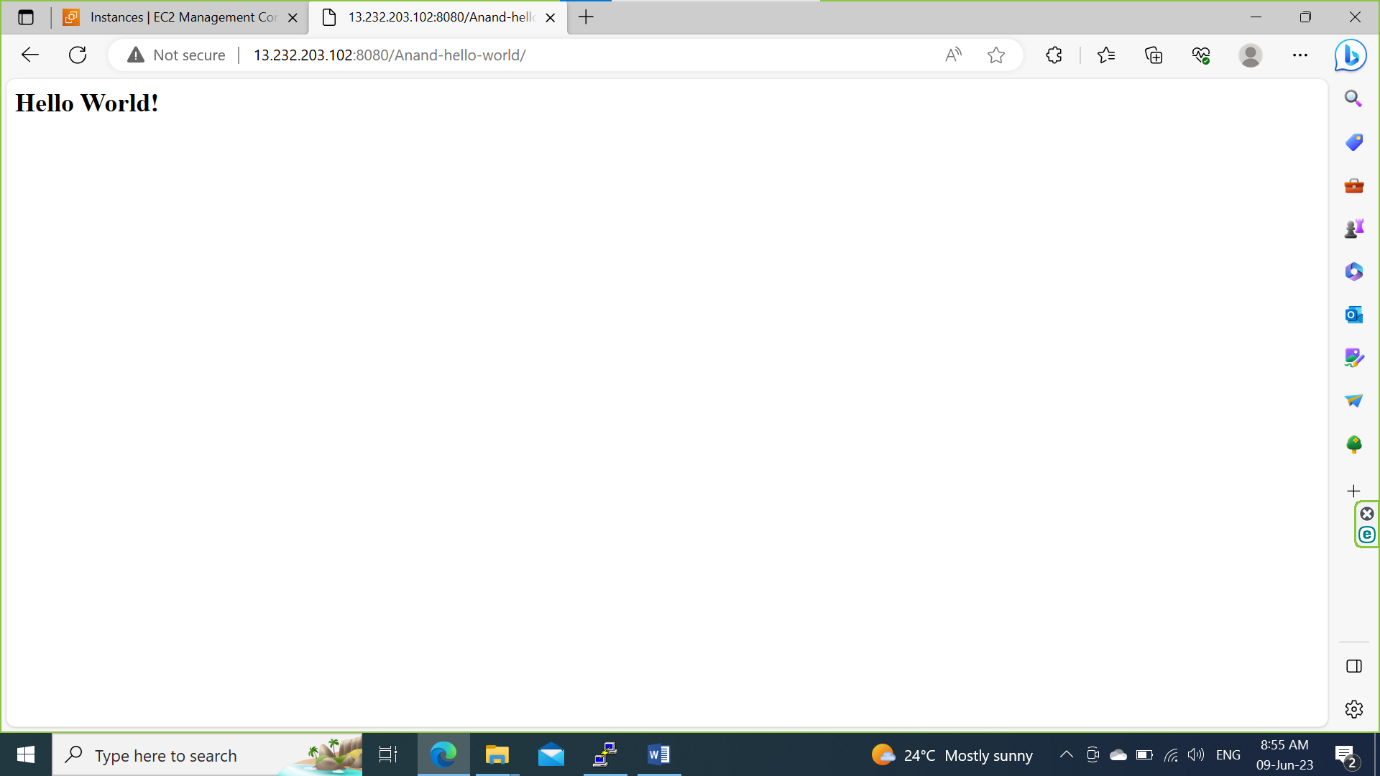 Instances | EC2 Management Cor
13.232.203.102:8080/Anand-hello
Not secure
13.232.203.102:8080/Anand-hello-world/
Hello World!
Type here to search
24°C Mostly sunny
ENG
8:55 AM
09-Jun-23
2